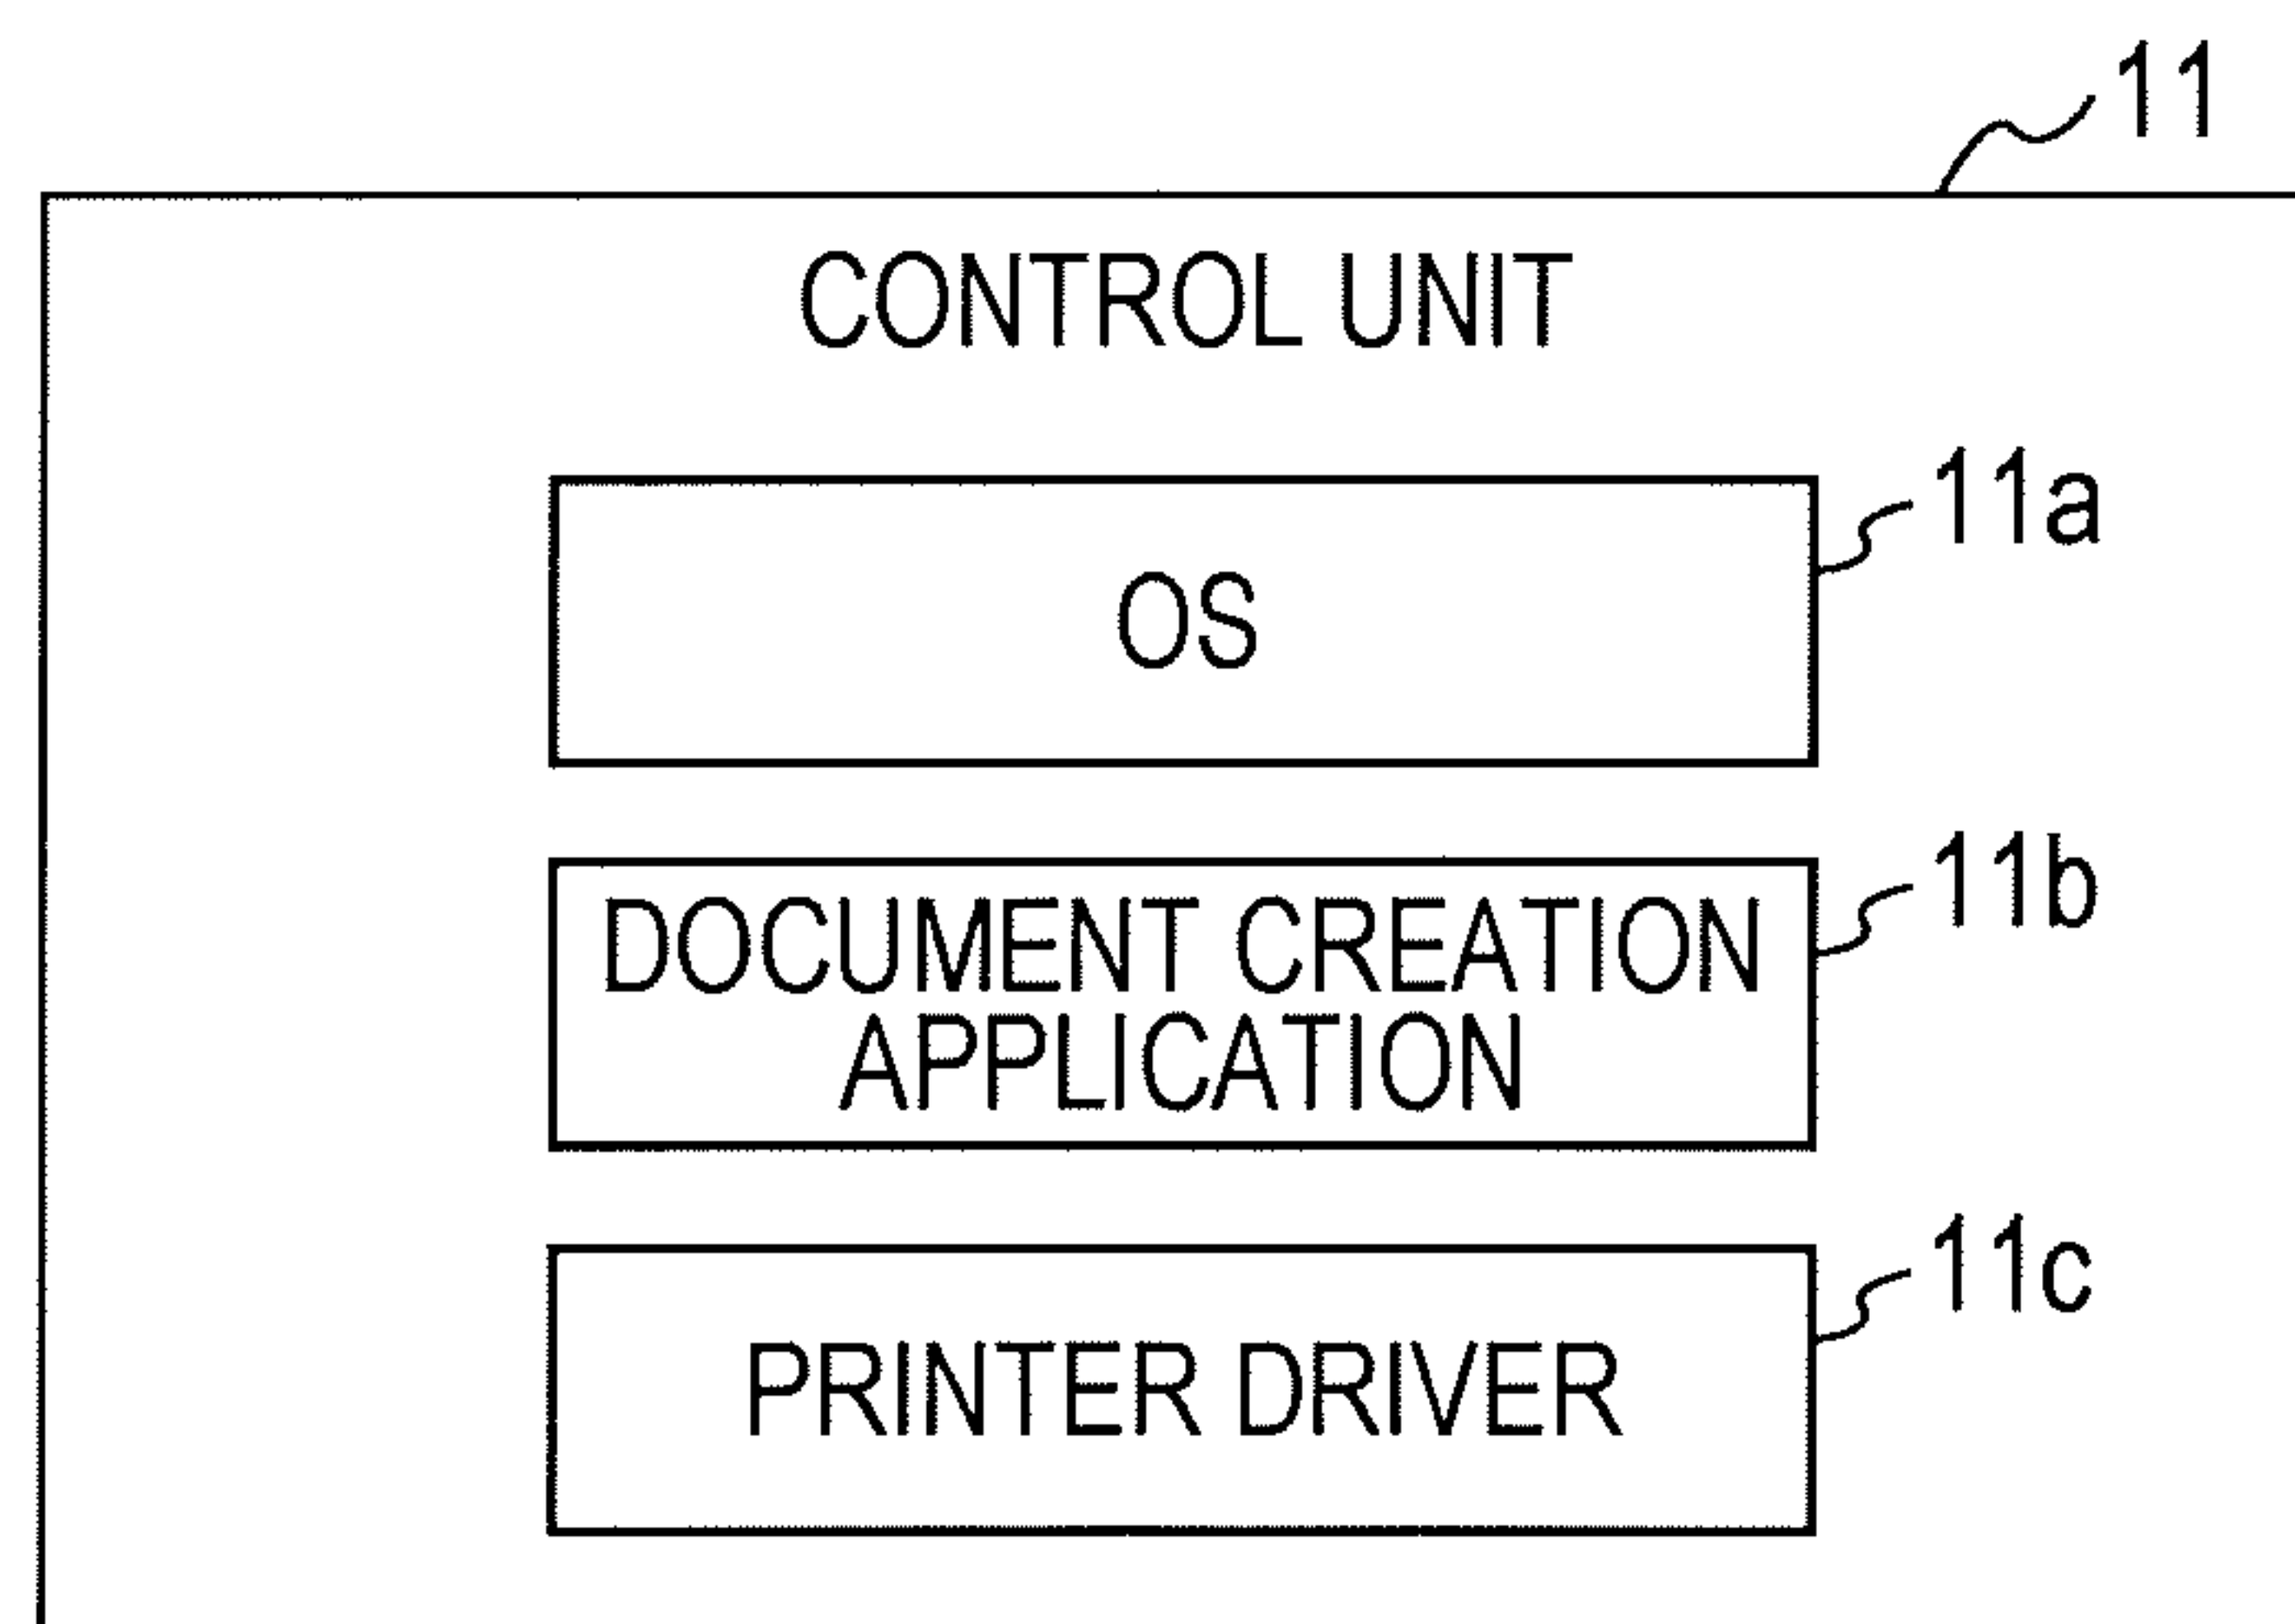 11
CONTROL UNIT
11a
OS
11b
DOCUMENT CREATION
APPLICATION
11c
PRINTER DRIVER